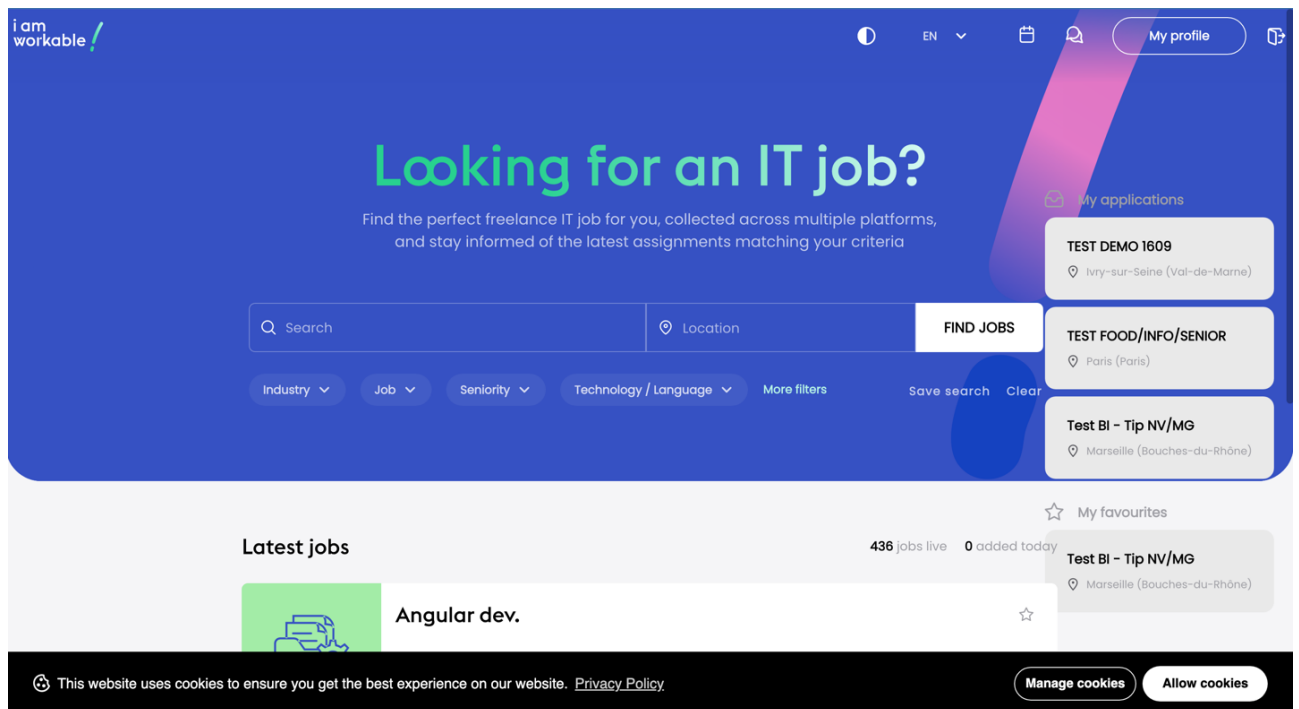 i am
workable
EN
My profile
Looking for an IT job?
Find the perfect freelance IT job for you, collected across multiple platforms,
and stay informed of the latest assignments matching your criteria
Search
Location
FIND JOBS
Industry
Job
Seniority
Technology / Language
More filters
Save search
Clear
My applications
TEST DEMO 1609
Ivry-sur-Seine (Val-de-Marne)
TEST FOOD/INFO/SENIOR
Paris (Paris)
Test BI - Tip NV/MG
Marseille (Bouches-du-Rhône)
My favourites
Test BI - Tip NV/MG
Marseille (Bouches-du-Rhône)
Latest jobs
436 jobs live
0 added today
Angular dev.
This website uses cookies to ensure you get the best experience on our website. Privacy Policy
Manage cookies
Allow cookies